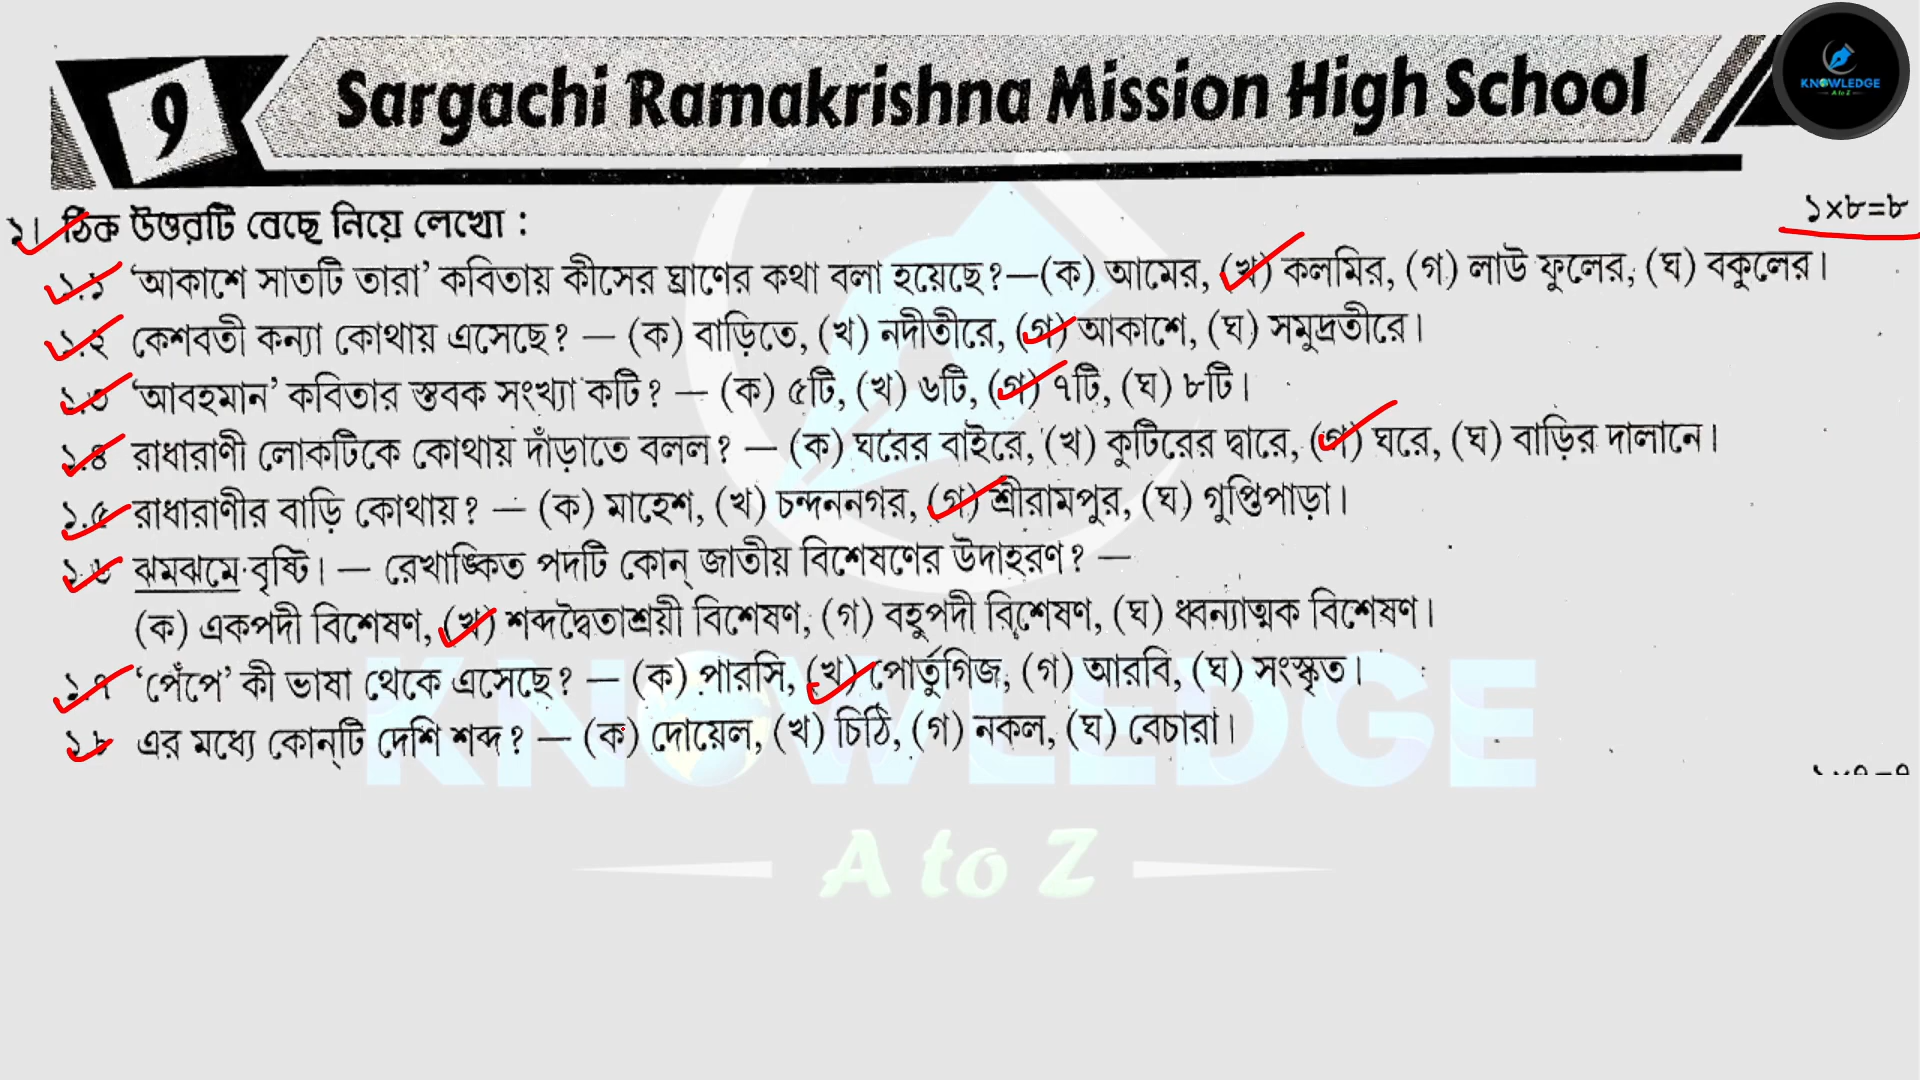 KNOWLEDGE
A to Z
9 Sargachi Ramakrishna Mission High School
১। ঠিক উত্তরটি বেছে নিয়ে লেখো : ১×৮=৮
১.১ ‘আকাশে সাতটি তারা’ কবিতায় কীসের ঘ্রাণের কথা বলা হয়েছে?—(ক) আমের, (খ) কলমির, (গ) লাউ ফুলের, (ঘ) বকুলের।
১.২ কেশবতী কন্যা কোথায় এসেছে? — (ক) বাড়িতে, (খ) নদীতীরে, (গ) আকাশে, (ঘ) সমুদ্রতীরে।
১.৩ ‘আবহমান’ কবিতার স্তবক সংখ্যা কটি? — (ক) ৫টি, (খ) ৬টি, (গ) ৭টি, (ঘ) ৮টি।
১.৪ রাধারাণী লোকটিকে কোথায় দাঁড়াতে বলল? — (ক) ঘরের বাইরে, (খ) কুটিরের দ্বারে, (গ) ঘরে, (ঘ) বাড়ির দালানে।
১.৫ রাধারাণীর বাড়ি কোথায়? — (ক) মাহেশ, (খ) চন্দননগর, (গ) শ্রীরামপুর, (ঘ) গুপ্তিপাড়া।
১.৬ ঝমঝমে বৃষ্টি। — রেখাঙ্কিত পদটি কোন্ জাতীয় বিশেষণের উদাহরণ? —
(ক) একপদী বিশেষণ, (খ) শব্দদ্বৈতাশ্রয়ী বিশেষণ, (গ) বহুপদী বিশেষণ, (ঘ) ধ্বন্যাত্মক বিশেষণ।
১.৭ ‘পেঁপে’ কী ভাষা থেকে এসেছে? — (ক) পারসি, (খ) পোর্তুগিজ, (গ) আরবি, (ঘ) সংস্কৃত।
১.৮ এর মধ্যে কোন্‌টি দেশি শব্দ? — (ক) দোয়েল, (খ) চিঠি, (গ) নকল, (ঘ) বেচারা।
KNOWLEDGE
A to Z